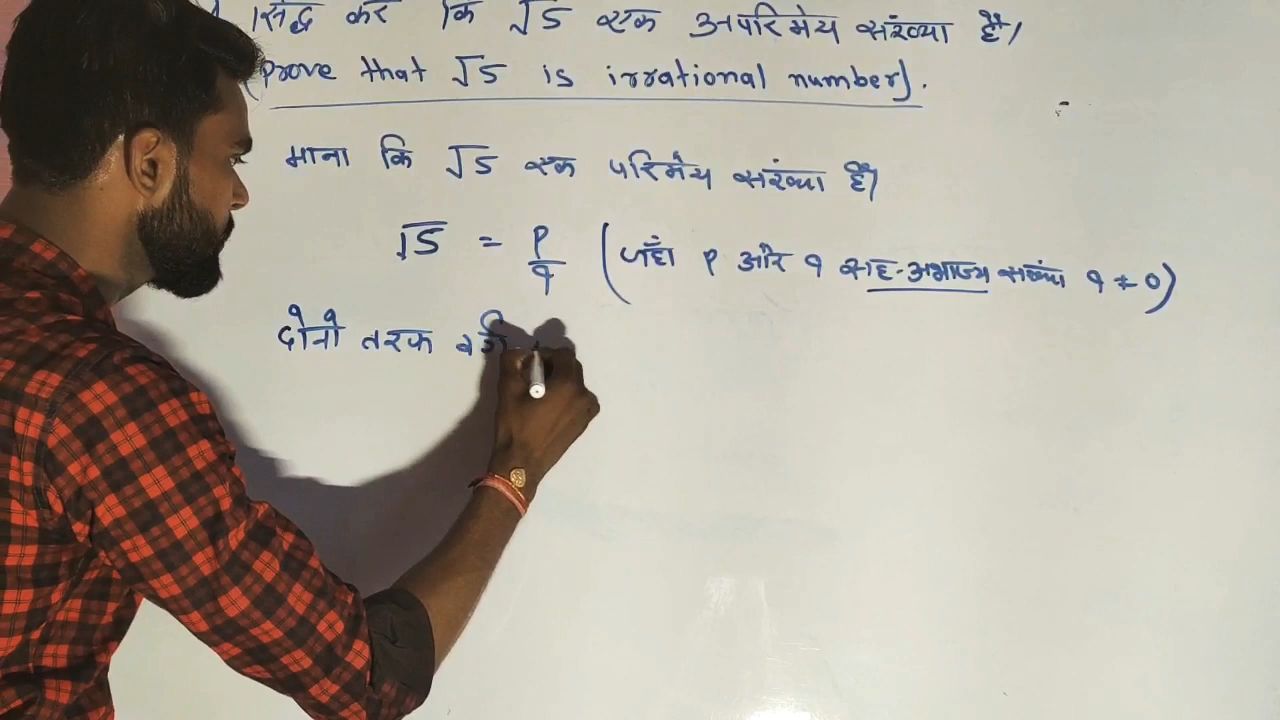 सिद्ध करें कि √5 एक अपरिमेय संख्या है।
(prove that √5 is irrational number).
माना कि √5 एक परिमेय संख्या है।
√5 = p/q (जहाँ p और q सह-अभाज्य संख्या q ≠ 0)
दोनों तरफ वर्ग